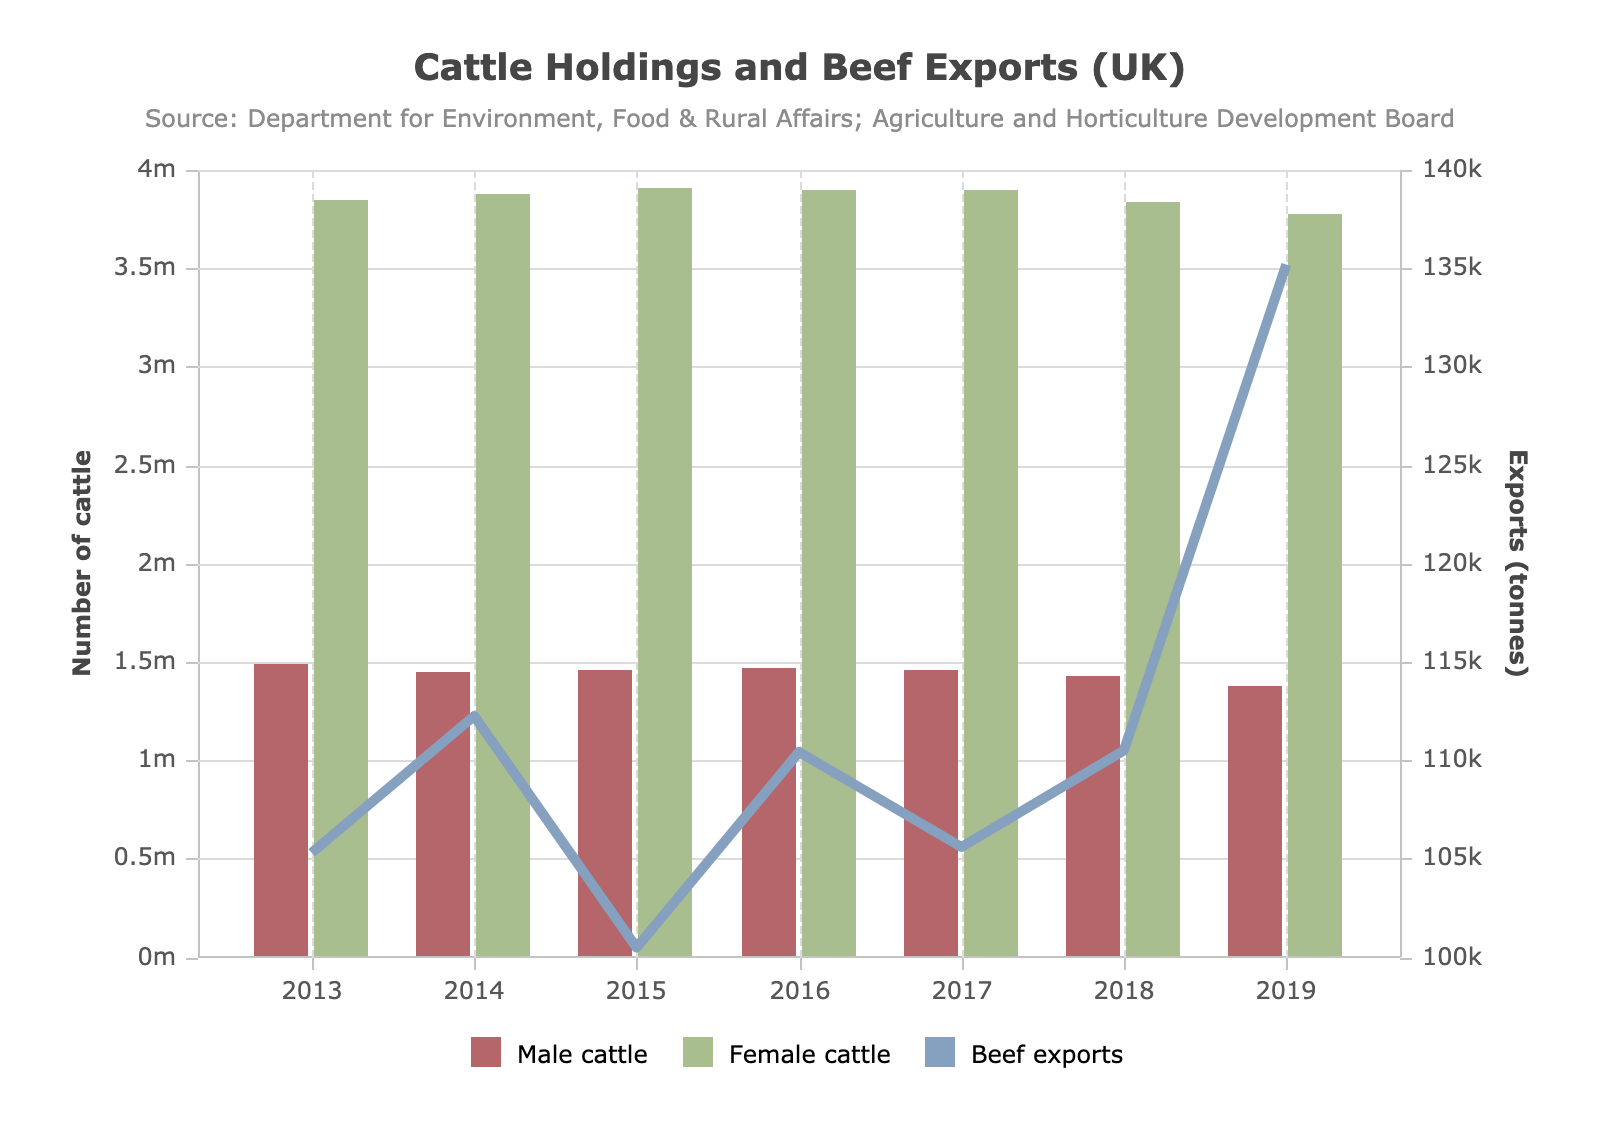 Cattle Holdings and Beef Exports (UK)
Source: Department for Environment, Food & Rural Affairs; Agriculture and Horticulture Development Board
4m
3.5m
3m
2.5m
2m
1.5m
1m
0.5m
0m
Number of cattle
140k
135k
130k
125k
120k
115k
110k
105k
100k
Exports (tonnes)
2013 2014 2015 2016 2017 2018 2019
Male cattle Female cattle Beef exports